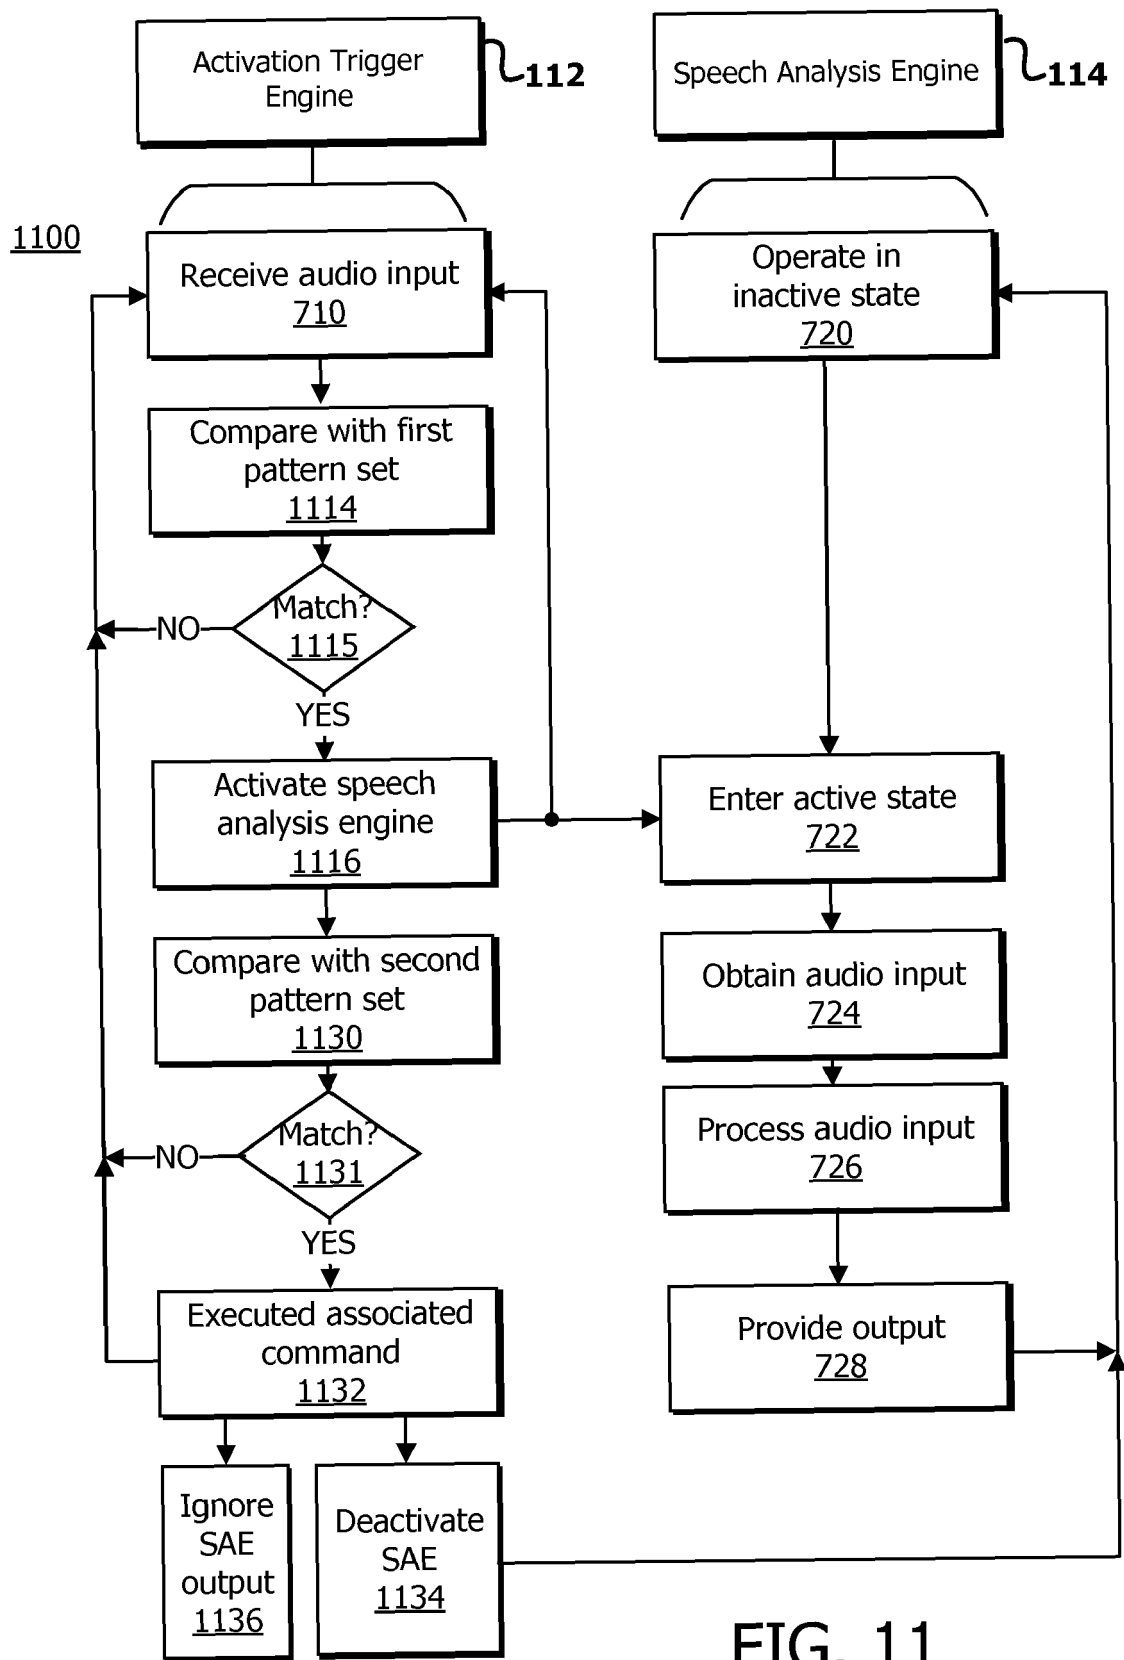 Activation Trigger
Engine
112
Speech Analysis Engine
114
1100
Receive audio input
710
Compare with first
pattern set
1114
Match?
1115
NO
YES
Activate speech
analysis engine
1116
Compare with second
pattern set
1130
Match?
1131
NO
YES
Executed associated
command
1132
Ignore
SAE
output
1136
Deactivate
SAE
1134
Operate in
inactive state
720
Enter active state
722
Obtain audio input
724
Process audio input
726
Provide output
728
FIG. 11